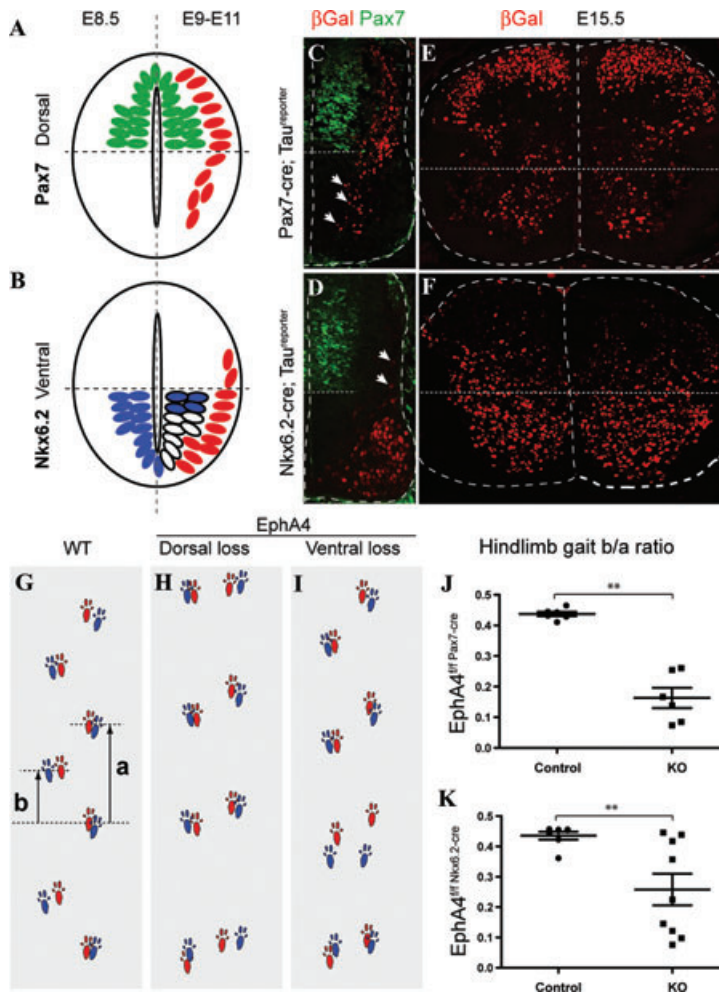 A E8.5 E9-E11
Dorsal
Pax7
B
Ventral
Nkx6.2
βGal Pax7
βGal E15.5
C
E
Pax7-cre; Tau^reporter
D
F
Nkx6.2-cre; Tau^reporter
EphA4
WT Dorsal loss Ventral loss
G
H
I
a
b
Hindlimb gait b/a ratio
J
**
EphA4^f/f Pax7-cre
0.5
0.4
0.3
0.2
0.1
0.0
Control KO
K
**
EphA4^f/f Nkx6.2-cre
0.5
0.4
0.3
0.2
0.1
0.0
Control KO